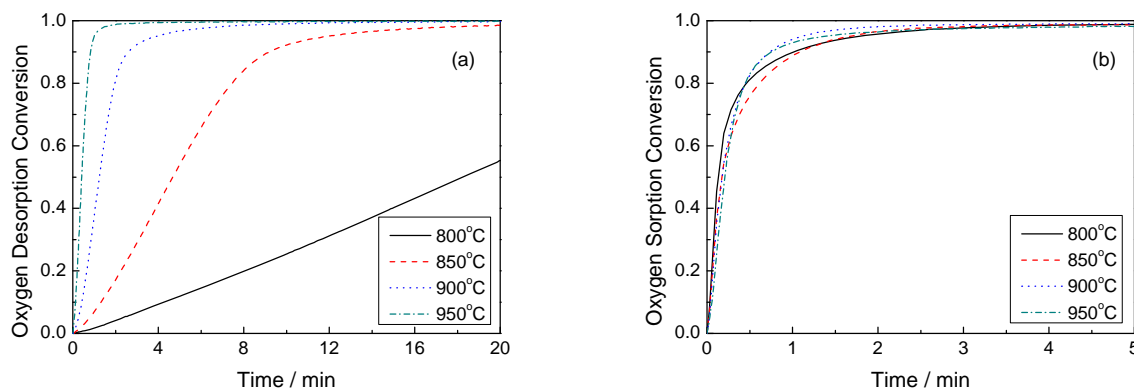 1.0
0.8
0.6
0.4
0.2
0.0
Oxygen Desorption Conversion
(a)
800°C
850°C
900°C
950°C
0 4 8 12 16 20
Time / min
1.0
0.8
0.6
0.4
0.2
0.0
Oxygen Sorption Conversion
(b)
800°C
850°C
900°C
950°C
0 1 2 3 4 5
Time / min